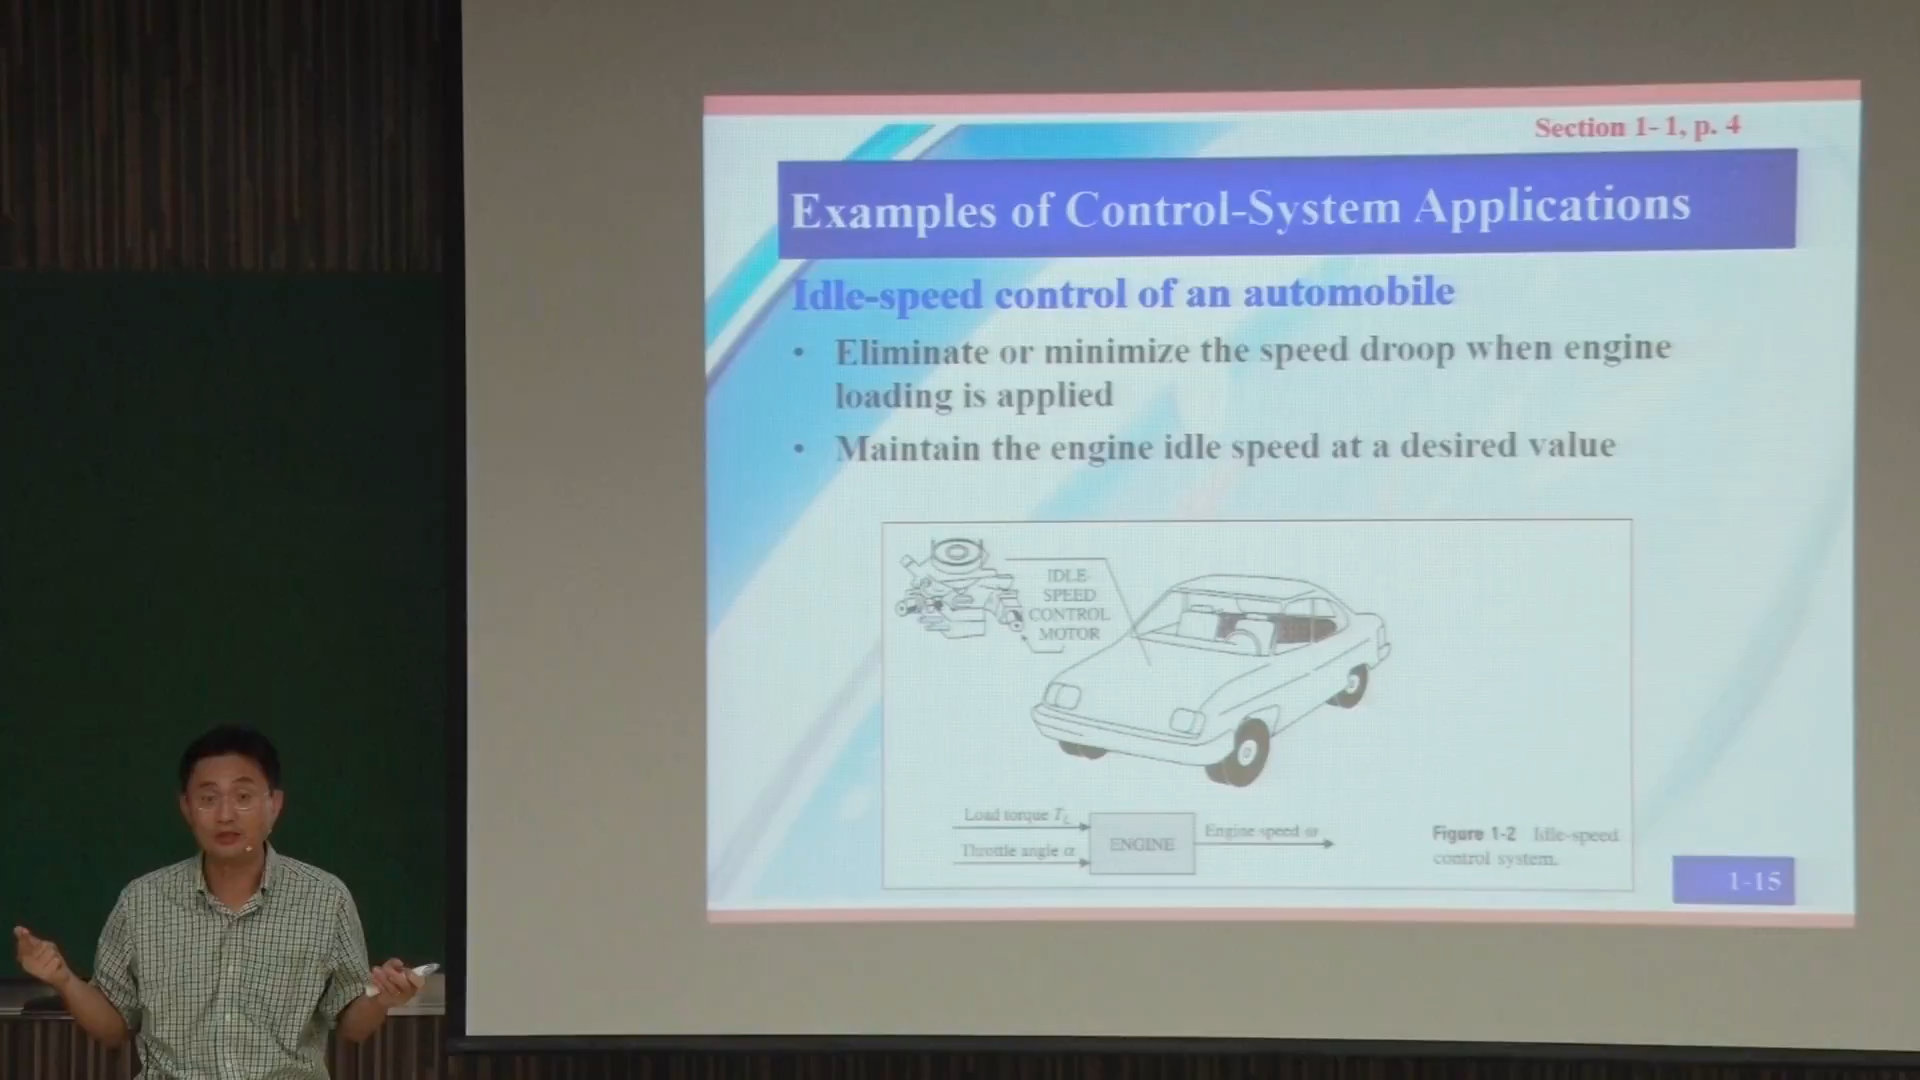 Section 1-1, p. 4
Examples of Control-System Applications
Idle-speed control of an automobile
• Eliminate or minimize the speed droop when engine
loading is applied
• Maintain the engine idle speed at a desired value
IDLE
SPEED
CONTROL
MOTOR
Load torque T_L
Throttle angle α
ENGINE
Engine speed ω
Figure 1-2 Idle-speed
control system.
1-15